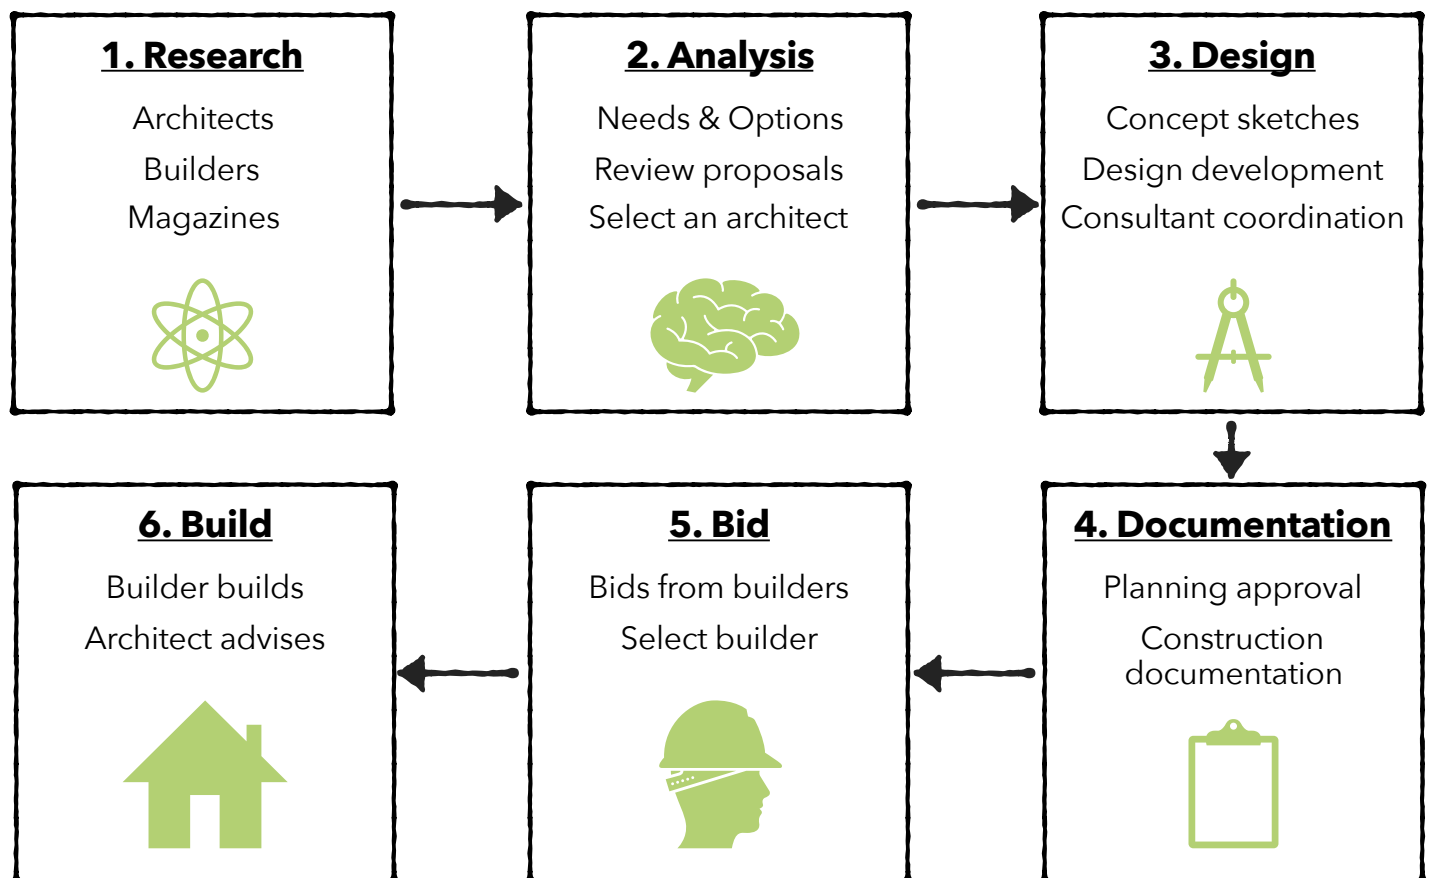 1. Research
Architects
Builders
Magazines
2. Analysis
Needs & Options
Review proposals
Select an architect
3. Design
Concept sketches
Design development
Consultant coordination
4. Documentation
Planning approval
Construction
documentation
5. Bid
Bids from builders
Select builder
6. Build
Builder builds
Architect advises